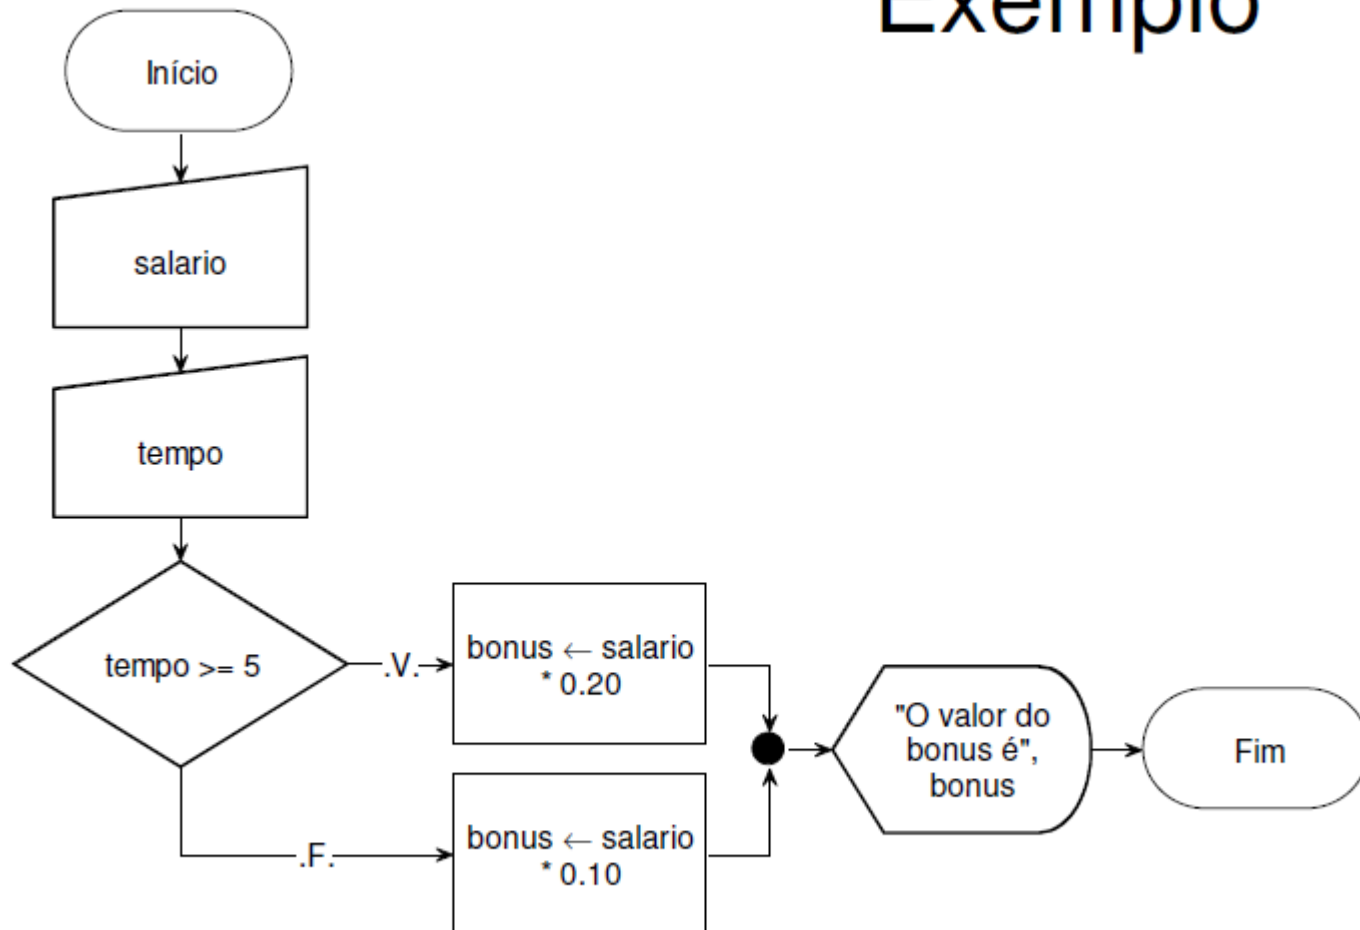 Exemplo
Início
salario
tempo
tempo >= 5
.V.
bonus ← salario
* 0.20
.F.
bonus ← salario
* 0.10
"O valor do
bonus é",
bonus
Fim